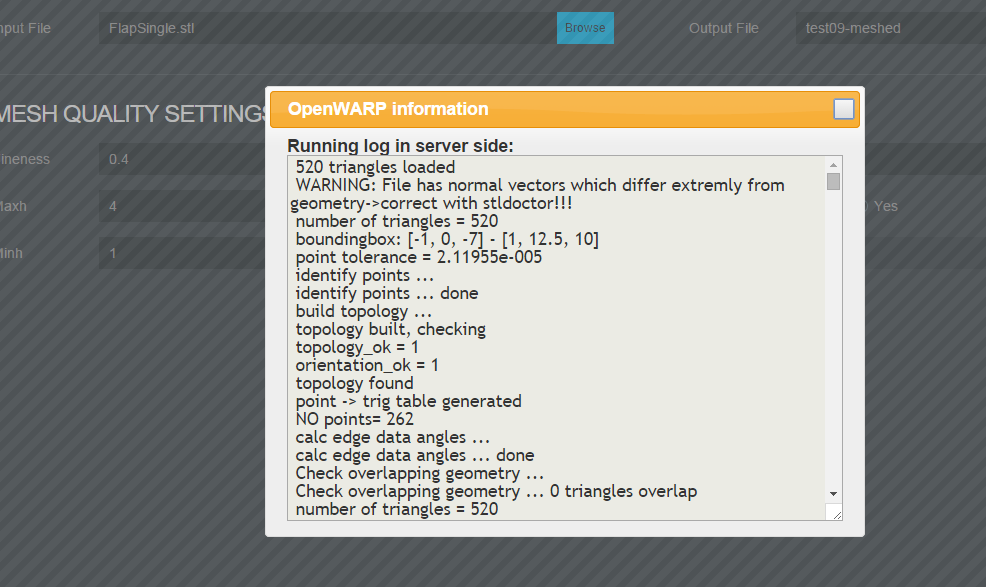 nput File
FlapSingle.stl
Browse
Output File
test09-meshed
MESH QUALITY SETTINGS
ineness
0.4
Maxh
4
Yes
Minh
1
OpenWARP information
Running log in server side:
520 triangles loaded
WARNING: File has normal vectors which differ extremly from
geometry->correct with stldoctor!!!
number of triangles = 520
boundingbox: [-1, 0, -7] - [1, 12.5, 10]
point tolerance = 2.11955e-005
identify points ...
identify points ... done
build topology ...
topology built, checking
topology_ok = 1
orientation_ok = 1
topology found
point -> trig table generated
NO points= 262
calc edge data angles ...
calc edge data angles ... done
Check overlapping geometry ...
Check overlapping geometry ... 0 triangles overlap
number of triangles = 520